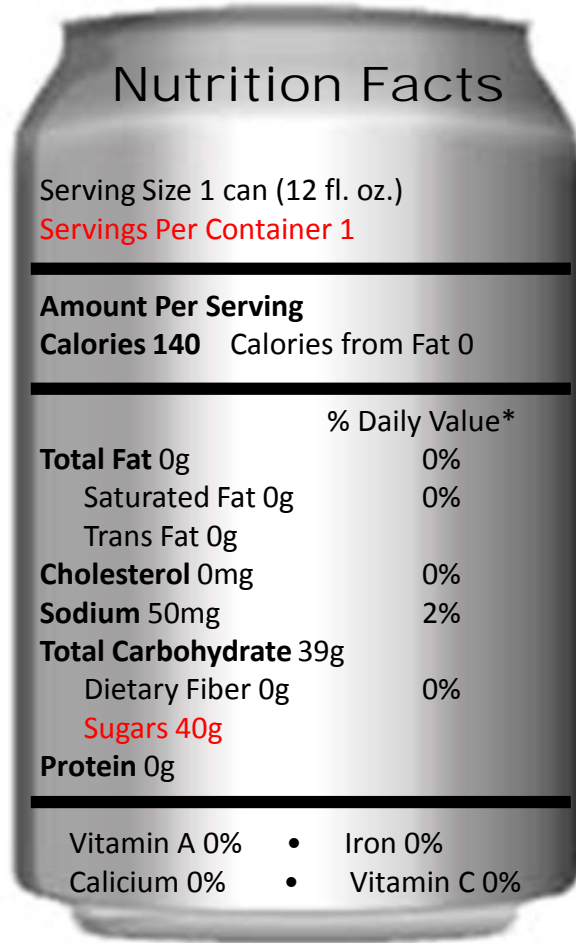 Nutrition Facts
Serving Size 1 can (12 fl. oz.)
Servings Per Container 1
Amount Per Serving
Calories 140 Calories from Fat 0
% Daily Value*
Total Fat 0g 0%
Saturated Fat 0g 0%
Trans Fat 0g
Cholesterol 0mg 0%
Sodium 50mg 2%
Total Carbohydrate 39g
Dietary Fiber 0g 0%
Sugars 40g
Protein 0g
Vitamin A 0% • Iron 0%
Calicium 0% • Vitamin C 0%